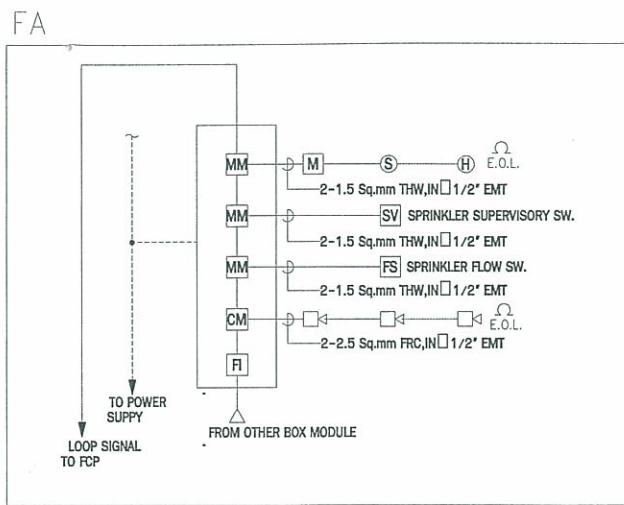 FA
MM M S H Ω
E.O.L.
2-1.5 Sq.mm THW,IN□1/2" EMT
MM SV SPRINKLER SUPERVISORY SW.
2-1.5 Sq.mm THW,IN□1/2" EMT
MM FS SPRINKLER FLOW SW.
2-1.5 Sq.mm THW,IN□1/2" EMT
CM Ω
E.O.L.
2-2.5 Sq.mm FRC,IN□1/2" EMT
FI
TO POWER
SUPPY
FROM OTHER BOX MODULE
LOOP SIGNAL
TO FCP